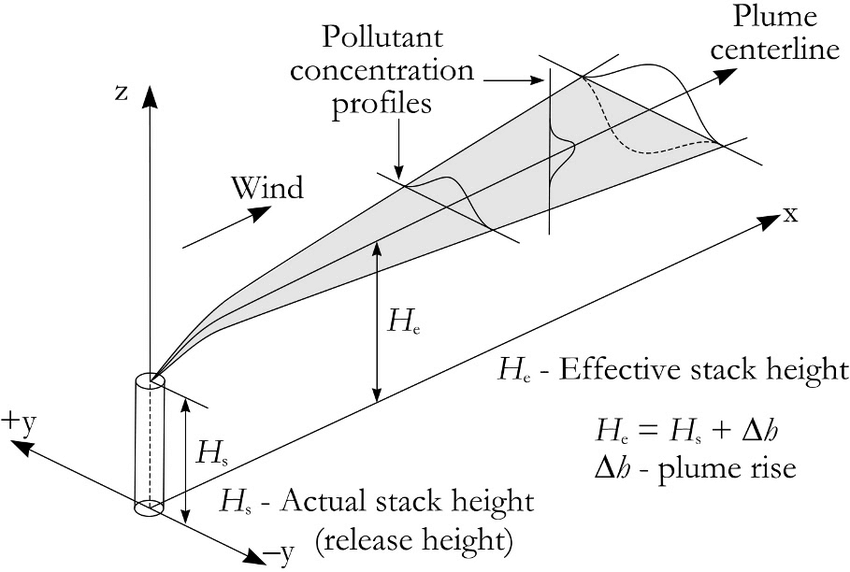 Plume
centerline
Pollutant
concentration
profiles
z
Wind
x
He
He - Effective stack height
+y
He = Hs + Δh
Δh - plume rise
Hs
Hs - Actual stack height
(release height)
–y